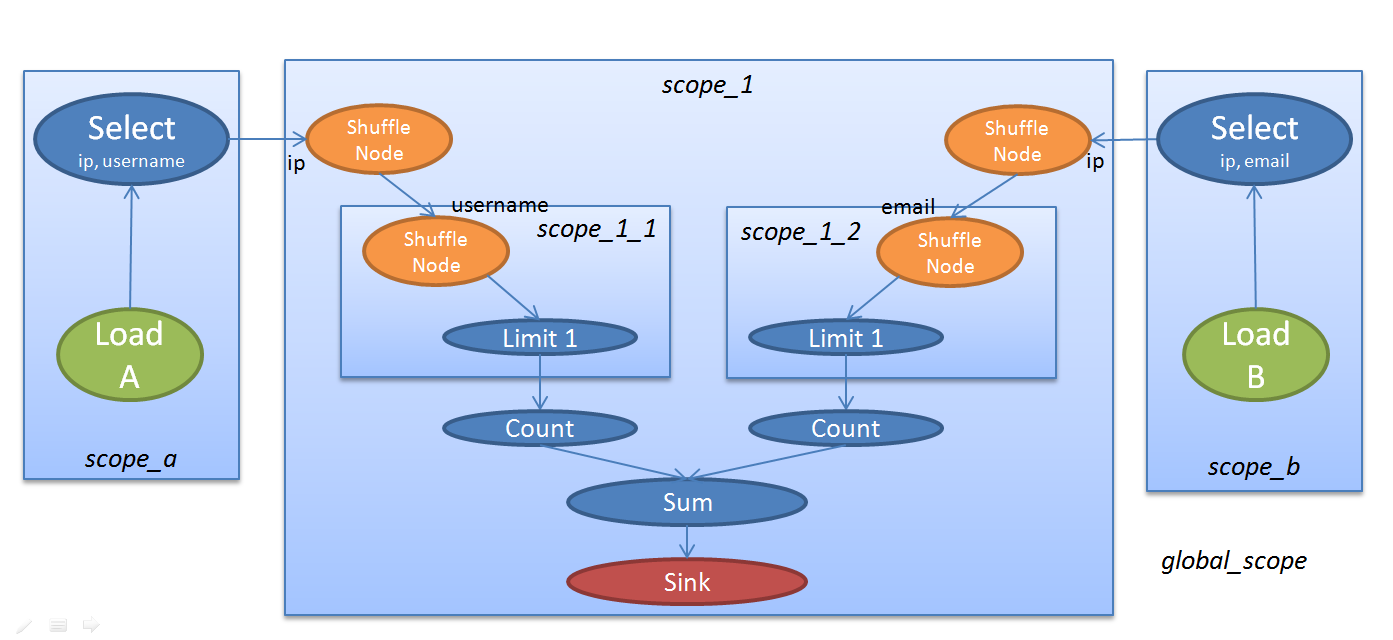 scope_1
Select
ip, username
Shuffle
Node
Shuffle
Node
Select
ip, email
ip
ip
username
email
scope_1_1
scope_1_2
Shuffle
Node
Shuffle
Node
Load
A
Limit 1
Limit 1
Load
B
Count
Count
scope_a
scope_b
Sum
global_scope
Sink